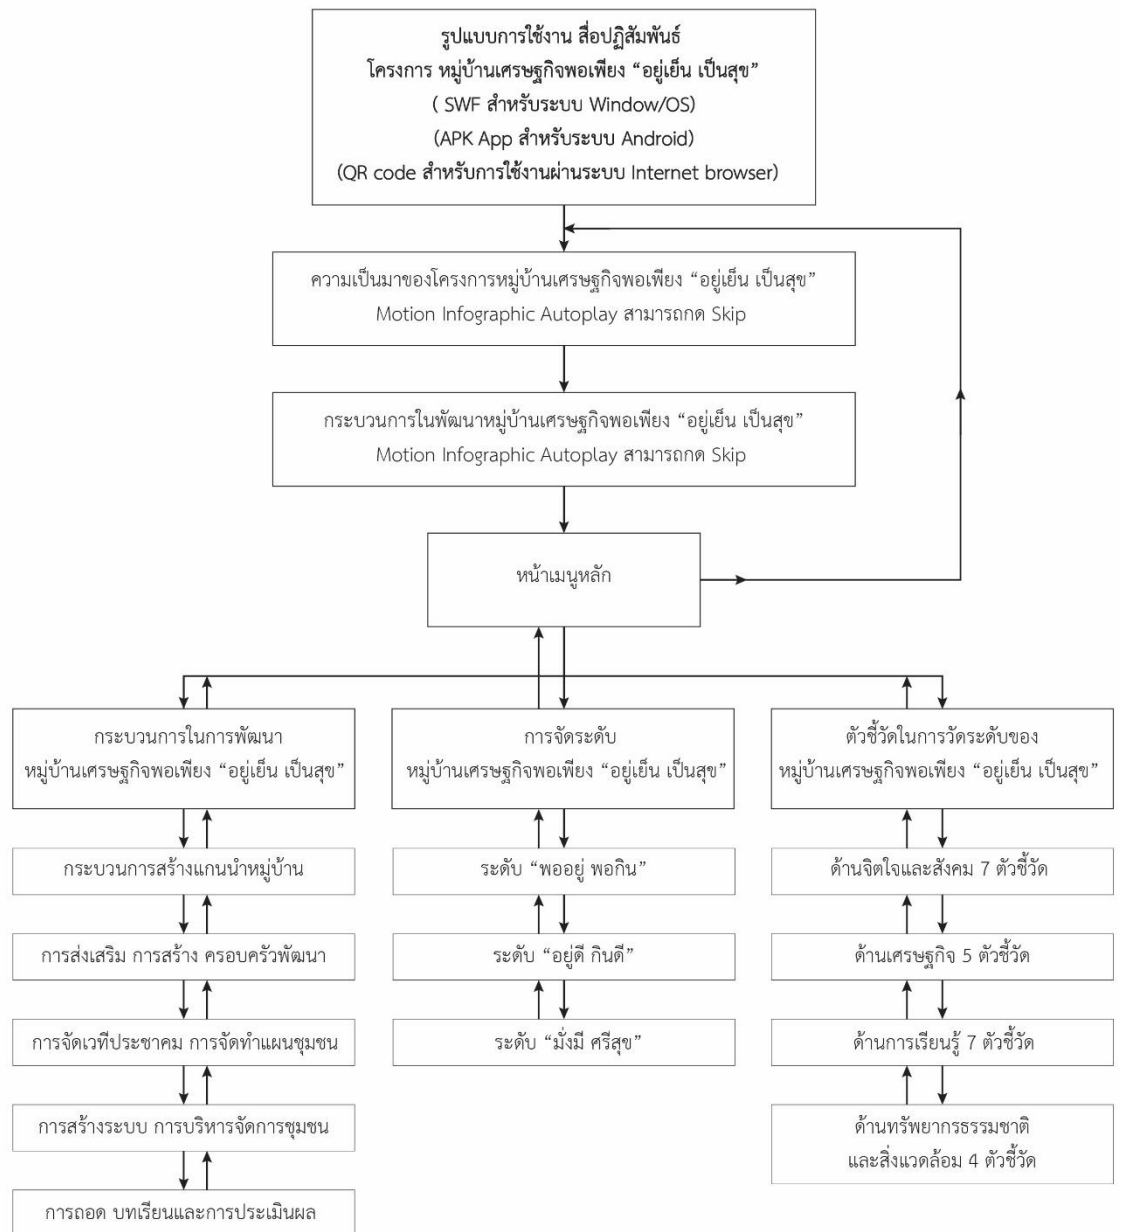 รูปแบบการใช้งาน สื่อปฏิสัมพันธ์
โครงการ หมู่บ้านเศรษฐกิจพอเพียง “อยู่เย็น เป็นสุข”
( SWF สำหรับระบบ Window/OS)
(APK App สำหรับระบบ Android)
(QR code สำหรับการใช้งานผ่านระบบ Internet browser)
ความเป็นมาของโครงการหมู่บ้านเศรษฐกิจพอเพียง “อยู่เย็น เป็นสุข”
Motion Infographic Autoplay สามารถกด Skip
กระบวนการในพัฒนาหมู่บ้านเศรษฐกิจพอเพียง “อยู่เย็น เป็นสุข”
Motion Infographic Autoplay สามารถกด Skip
หน้าเมนูหลัก
กระบวนการในการพัฒนา
หมู่บ้านเศรษฐกิจพอเพียง “อยู่เย็น เป็นสุข”
กระบวนการสร้างแกนนำหมู่บ้าน
การส่งเสริม การสร้าง ครอบครัวพัฒนา
การจัดเวทีประชาคม การจัดทำแผนชุมชน
การสร้างระบบ การบริหารจัดการชุมชน
การถอด บทเรียนและการประเมินผล
การจัดระดับ
หมู่บ้านเศรษฐกิจพอเพียง “อยู่เย็น เป็นสุข”
ระดับ “พออยู่ พอกิน”
ระดับ “อยู่ดี กินดี”
ระดับ “มั่งมี ศรีสุข”
ตัวชี้วัดในการวัดระดับของ
หมู่บ้านเศรษฐกิจพอเพียง “อยู่เย็น เป็นสุข”
ด้านจิตใจและสังคม 7 ตัวชี้วัด
ด้านเศรษฐกิจ 5 ตัวชี้วัด
ด้านการเรียนรู้ 7 ตัวชี้วัด
ด้านทรัพยากรธรรมชาติ
และสิ่งแวดล้อม 4 ตัวชี้วัด